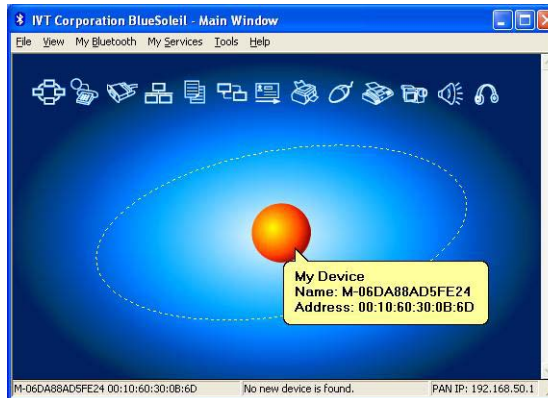 IVT Corporation BlueSoleil - Main Window
File View My Bluetooth My Services Tools Help
My Device
Name: M-06DA88AD5FE24
Address: 00:10:60:30:0B:6D
M-06DA88AD5FE24 00:10:60:30:0B:6D No new device is found. PAN IP: 192.168.50.1